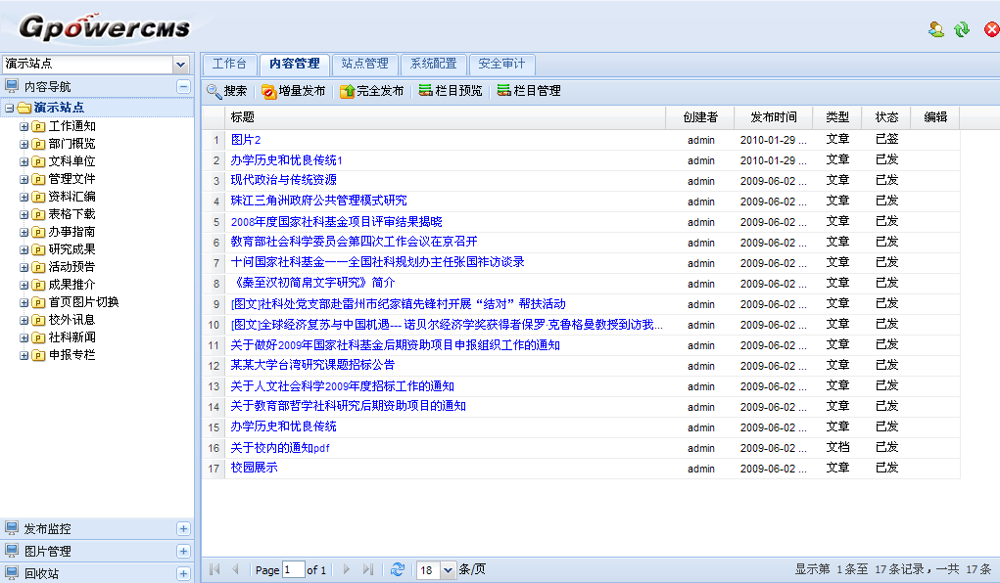 GpowerCMS
演示站点
工作台 内容管理 站点管理 系统配置 安全审计
内容导航
搜索 增量发布 完全发布 栏目预览 栏目管理
演示站点
工作通知
部门概览
文科单位
管理文件
资料汇编
表格下载
办事指南
研究成果
活动预告
成果推介
首页图片切换
校外讯息
社科新闻
申报专栏
发布监控
图片管理
回收站
标题 创建者 发布时间 类型 状态 编辑
1 图片2 admin 2010-01-29 ... 文章 已签
2 办学历史和优良传统1 admin 2010-01-29 ... 文章 已发
3 现代政治与传统资源 admin 2009-06-02 ... 文章 已发
4 珠江三角洲政府公共管理模式研究 admin 2009-06-02 ... 文章 已发
5 2008年度国家社科基金项目评审结果揭晓 admin 2009-06-02 ... 文章 已发
6 教育部社会科学委员会第四次工作会议在京召开 admin 2009-06-02 ... 文章 已发
7 十问国家社科基金——全国社科规划办主任张国祚访谈录 admin 2009-06-02 ... 文章 已发
8 《秦至汉初简帛文字研究》简介 admin 2009-06-02 ... 文章 已发
9 [图文]社科处党支部赴雷州市纪家镇先锋村开展“结对”帮扶活动 admin 2009-06-02 ... 文章 已发
10 [图文]全球经济复苏与中国机遇---诺贝尔经济学奖获得者保罗·克鲁格曼教授到访我... admin 2009-06-02 ... 文章 已发
11 关于做好2009年国家社科基金后期资助项目申报组织工作的通知 admin 2009-06-02 ... 文章 已发
12 某某大学台湾研究课题招标公告 admin 2009-06-02 ... 文章 已发
13 关于人文社会科学2009年度招标工作的通知 admin 2009-06-02 ... 文章 已发
14 关于教育部哲学社科研究后期资助项目的通知 admin 2009-06-02 ... 文章 已发
15 办学历史和优良传统 admin 2009-06-02 ... 文章 已发
16 关于校内的通知pdf admin 2009-06-02 ... 文档 已发
17 校园展示 admin 2009-06-02 ... 文章 已发
Page 1 of 1 18 条/页 显示第 1条至 17条记录，一共 17条